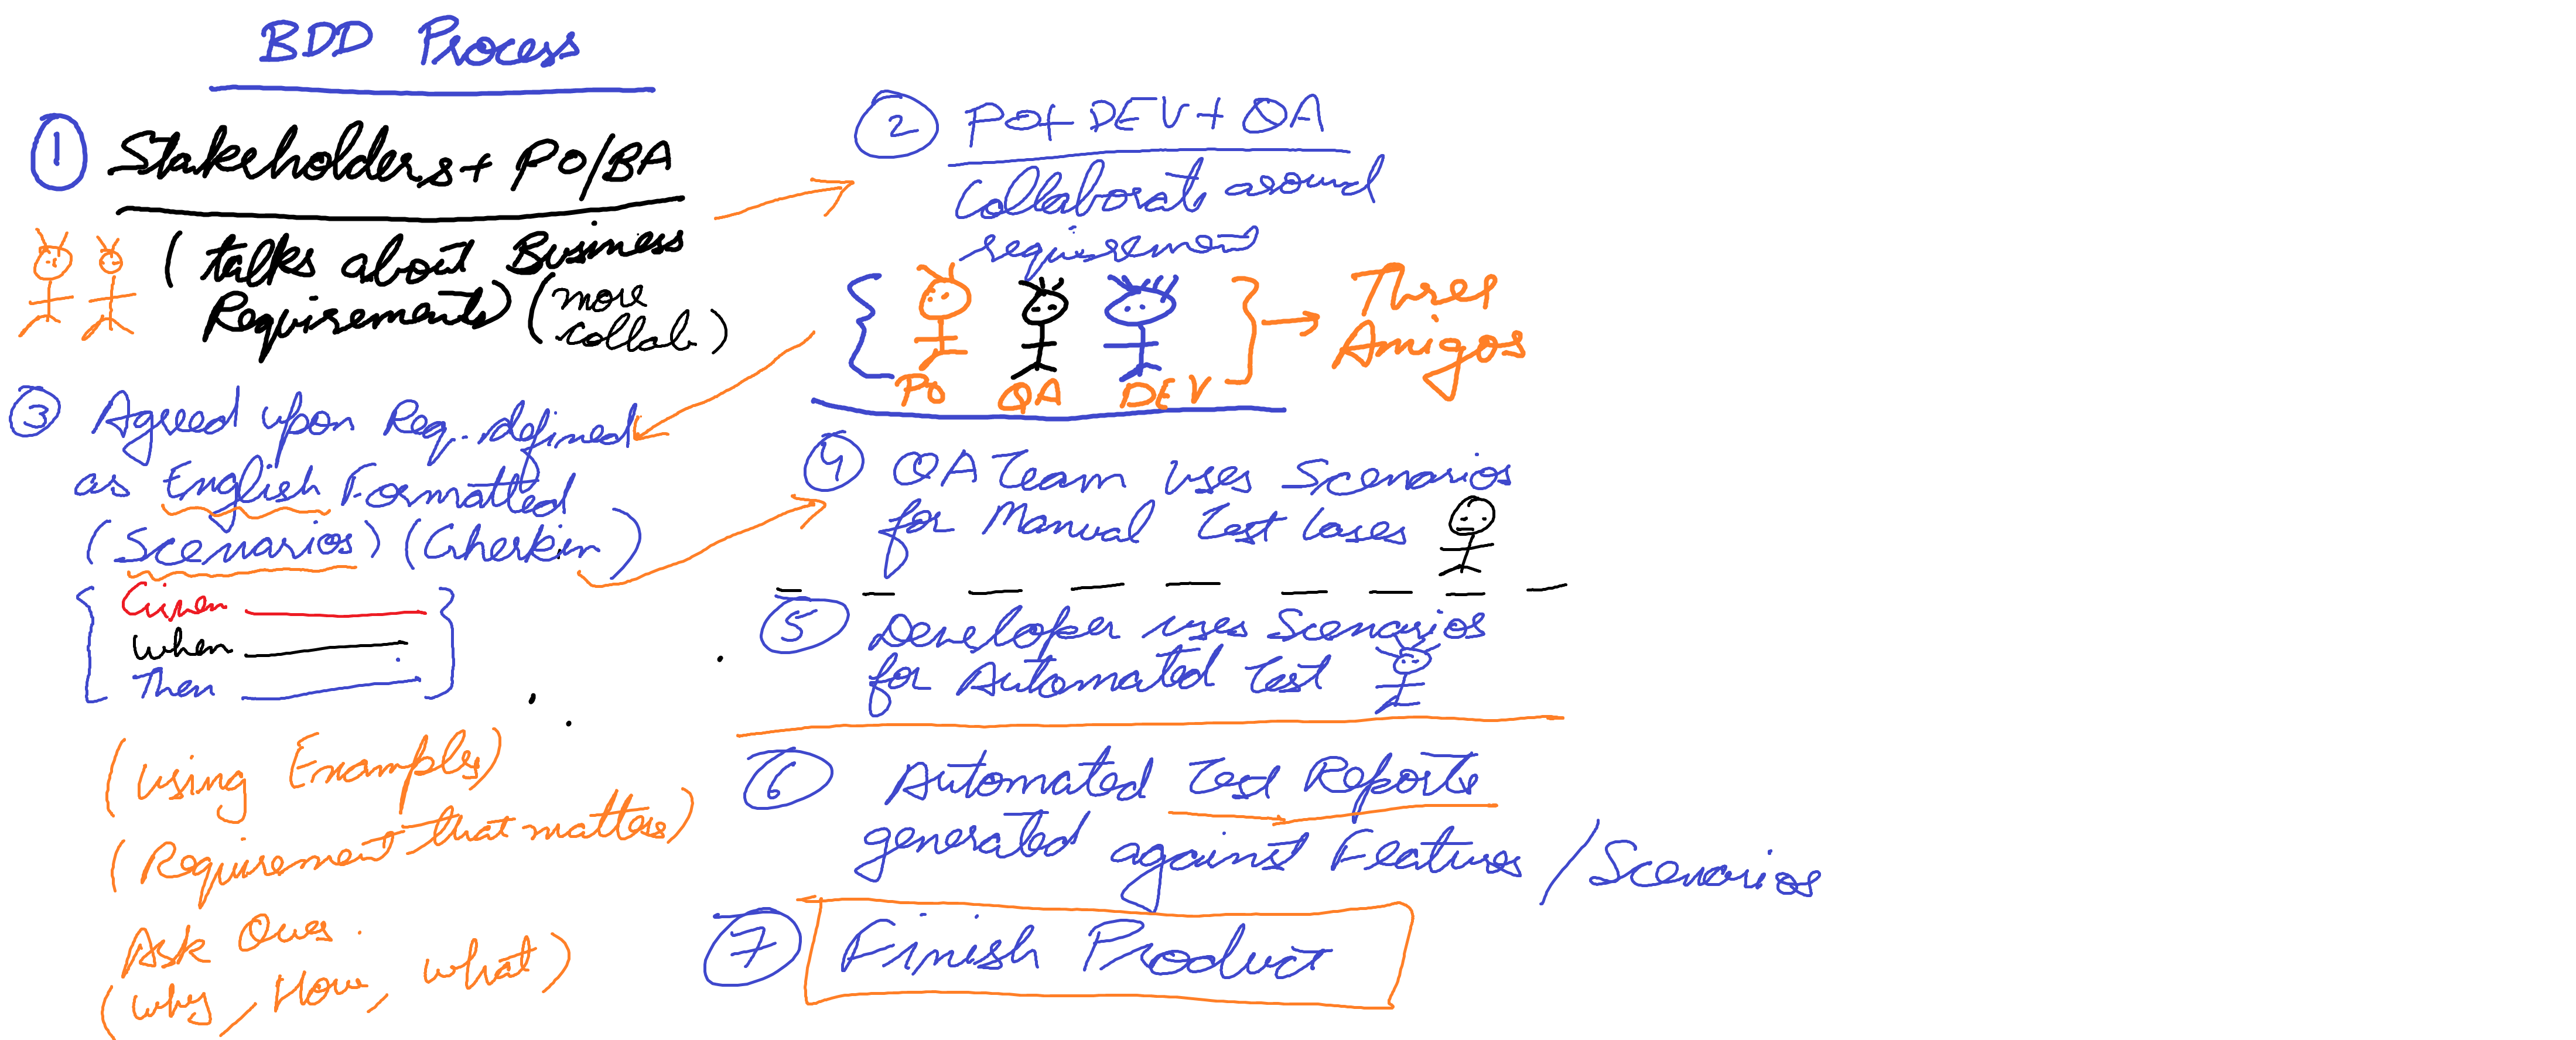 BDD Process
① Stakeholders + PO/BA
( talks about Business
Requirements) (more
collab)
② PO + DEV + QA
Collaborate around
requirement
{ } → Three
Amigos
PO QA DEV
③ Agreed upon Req. defined
as English Formatted
(Scenarios) (Gherkin)
Given
When
Then
(using Examples)
(Requirement that matters)
Ask Ques.
(why, How, what)
④ QA Team uses Scenarios
for Manual Test Cases
⑤ Developer uses Scenarios
for Automated Test
⑥ Automated Test Reports
generated against Features / Scenarios
⑦ Finish Product